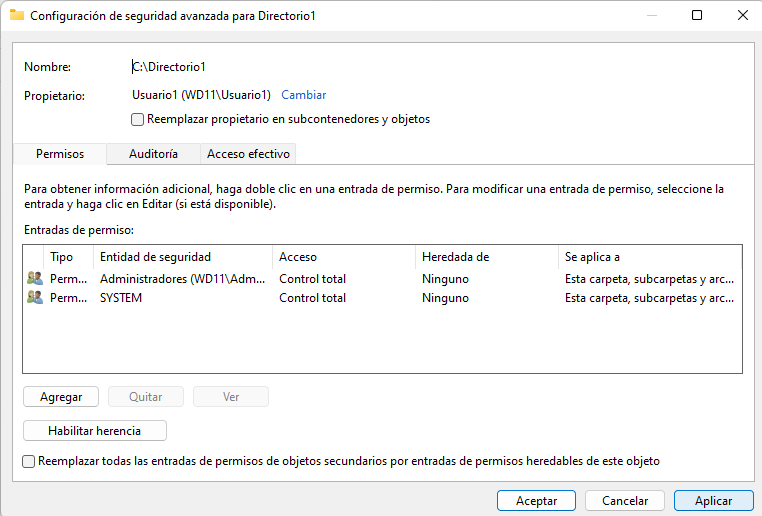 Configuración de seguridad avanzada para Directorio1
Nombre: C:\Directorio1
Propietario: Usuario1 (WD11\Usuario1) Cambiar
Reemplazar propietario en subcontenedores y objetos
Permisos Auditoría Acceso efectivo
Para obtener información adicional, haga doble clic en una entrada de permiso. Para modificar una entrada de permiso, seleccione la
entrada y haga clic en Editar (si está disponible).
Entradas de permiso:
Tipo Entidad de seguridad Acceso Heredada de Se aplica a
Perm... Administradores (WD11\Adm... Control total Ninguno Esta carpeta, subcarpetas y arc...
Perm... SYSTEM Control total Ninguno Esta carpeta, subcarpetas y arc...
Agregar Quitar Ver
Habilitar herencia
Reemplazar todas las entradas de permisos de objetos secundarios por entradas de permisos heredables de este objeto
Aceptar Cancelar Aplicar